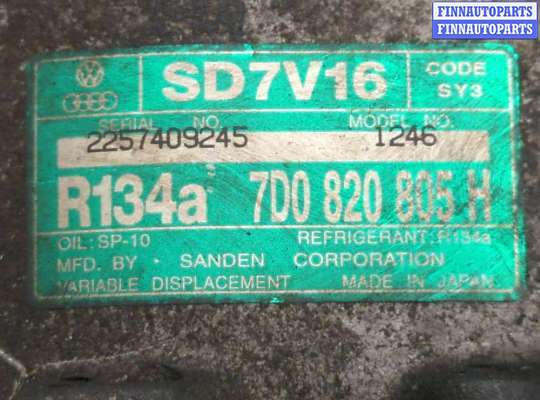 FINNAUTOPARTS
FINNAUTOPARTS
SD7V16
CODE
SY3
SERIAL NO.
MODEL NO.
2257409245
1246
R134a
7D0 820 805 H
OIL: SP-10
REFRIGERANT: R134a
MFD. BY · SANDEN CORPORATION
VARIABLE DISPLACEMENT
MADE IN JAPAN